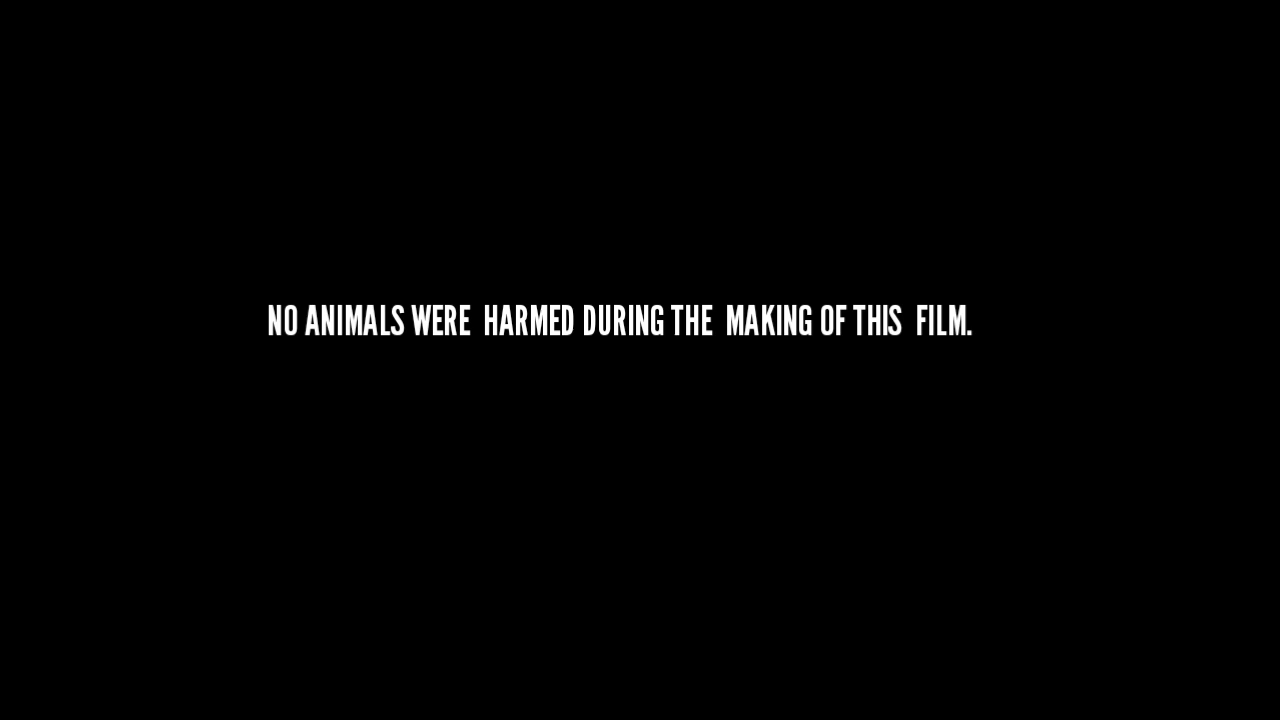 NO ANIMALS WERE HARMED DURING THE MAKING OF THIS FILM.